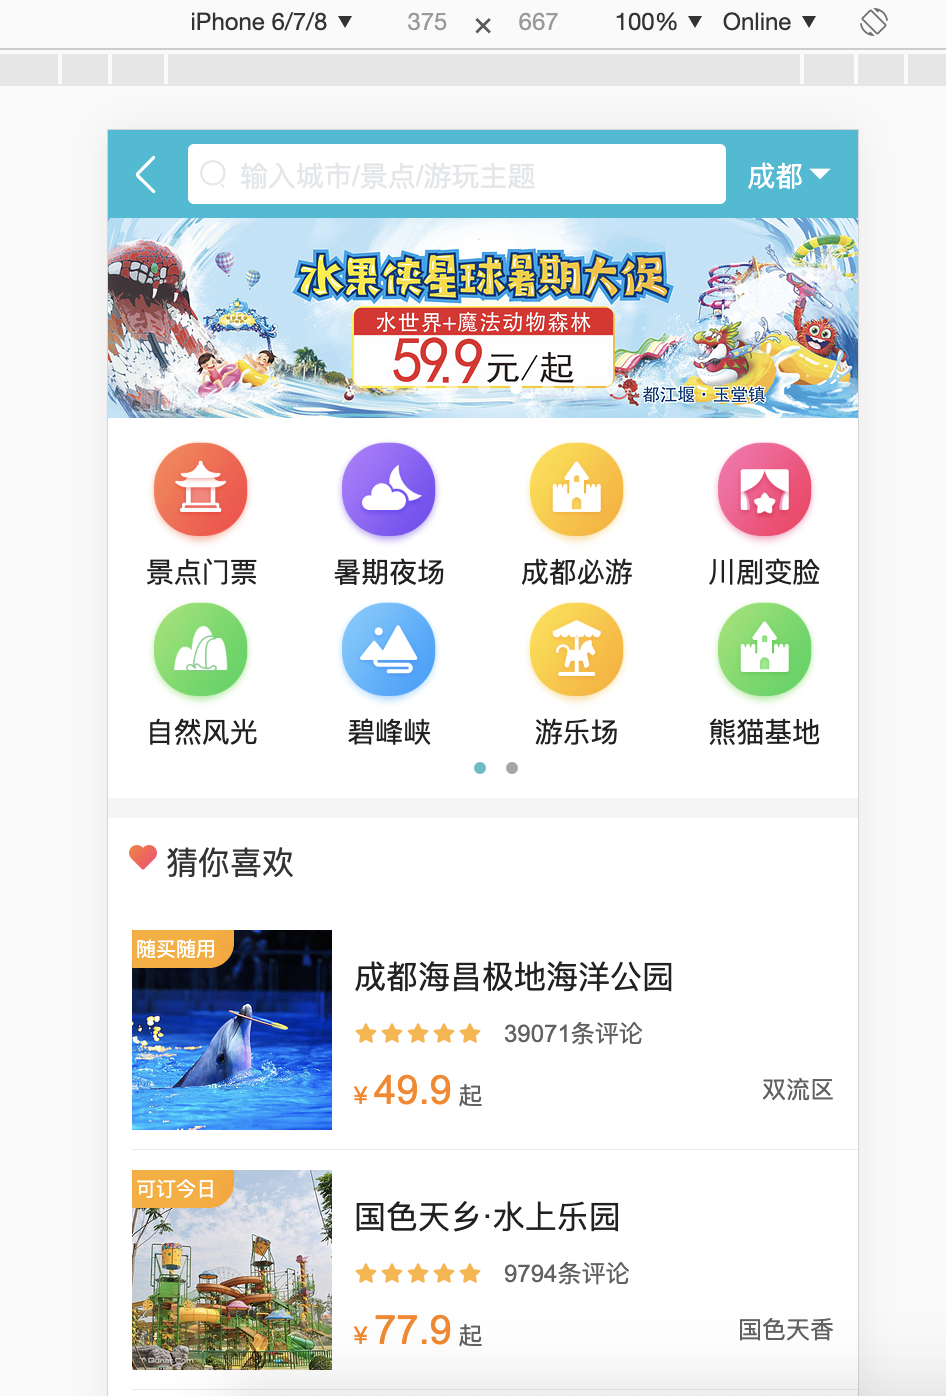 iPhone 6/7/8 ▼ 375 × 667 100% ▼ Online ▼
输入城市/景点/游玩主题
成都
水果侠星球暑期大促
水世界+魔法动物森林
59.9元/起
都江堰·玉堂镇
景点门票 暑期夜场 成都必游 川剧变脸
自然风光 碧峰峡 游乐场 熊猫基地
猜你喜欢
随买随用
成都海昌极地海洋公园
39071条评论
¥49.9起 双流区
可订今日
国色天乡·水上乐园
9794条评论
¥77.9起 国色天香
Qunar.Com